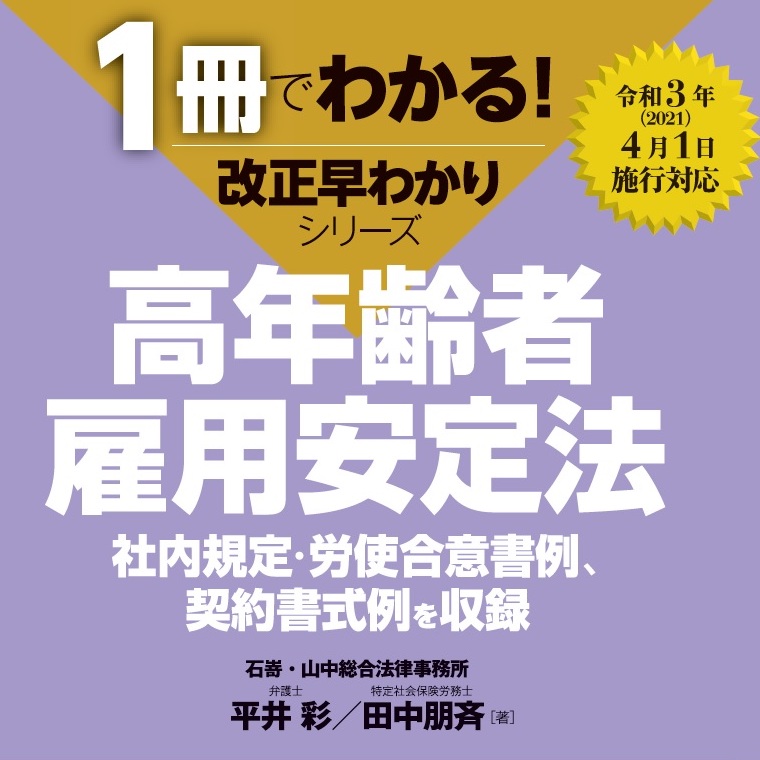 1冊でわかる!
改正早わかり
シリーズ
令和3年
(2021)
4月1日
施行対応
高年齢者
雇用安定法
社内規定・労使合意書例、
契約書式例を収録
石嵜・山中総合法律事務所
弁護士 特定社会保険労務士
平井 彩/田中朋斉[著]